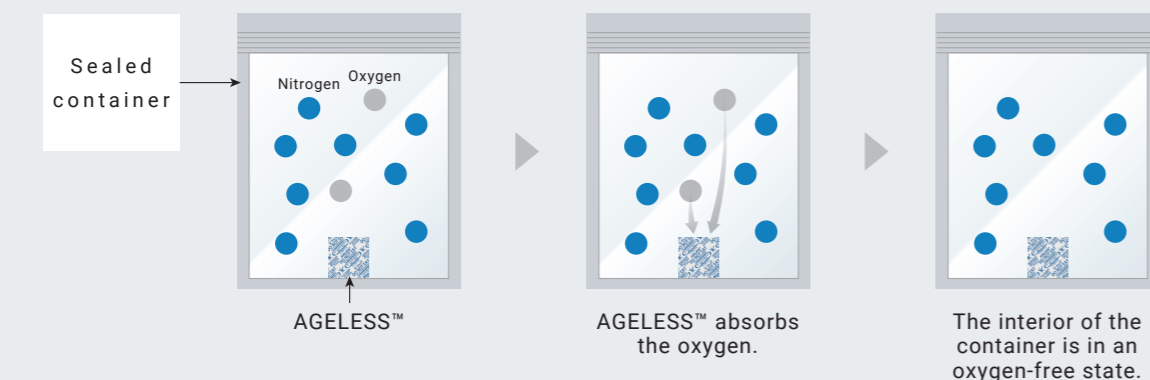 Sealed
container
Nitrogen
Oxygen
AGELESS™
AGELESS™ absorbs
the oxygen.
The interior of the
container is in an
oxygen-free state.